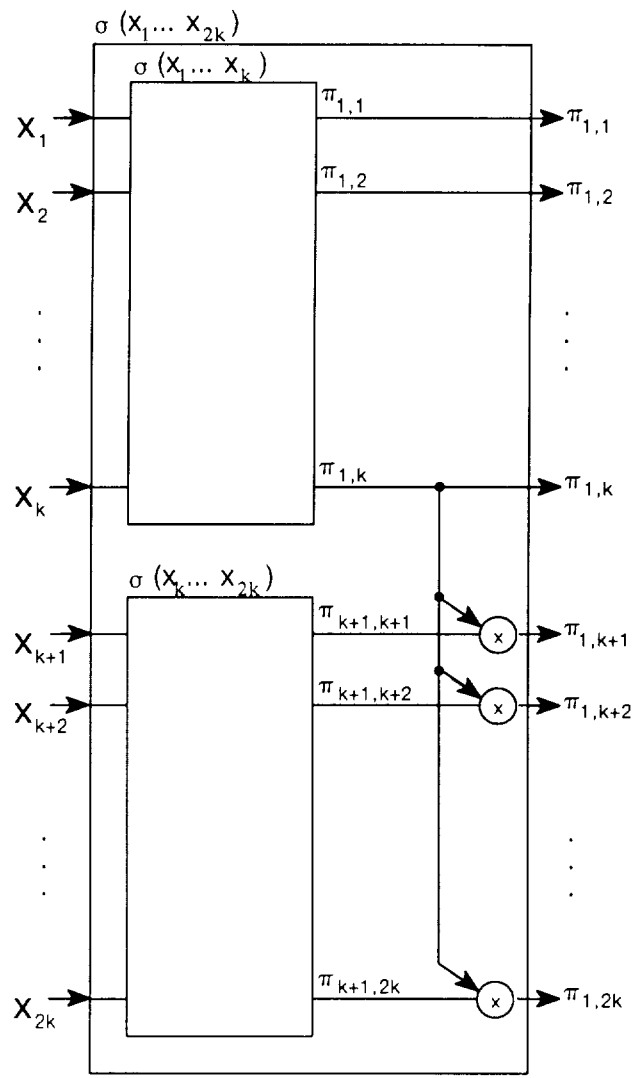 σ (x₁... x₂ₖ)
σ (x₁... xₖ)
X₁ π₁,₁ π₁,₁
X₂ π₁,₂ π₁,₂
Xₖ π₁,ₖ π₁,ₖ
σ (xₖ... x₂ₖ)
Xₖ₊₁ πₖ₊₁,ₖ₊₁ x π₁,ₖ₊₁
Xₖ₊₂ πₖ₊₁,ₖ₊₂ x π₁,ₖ₊₂
X₂ₖ πₖ₊₁,₂ₖ x π₁,₂ₖ